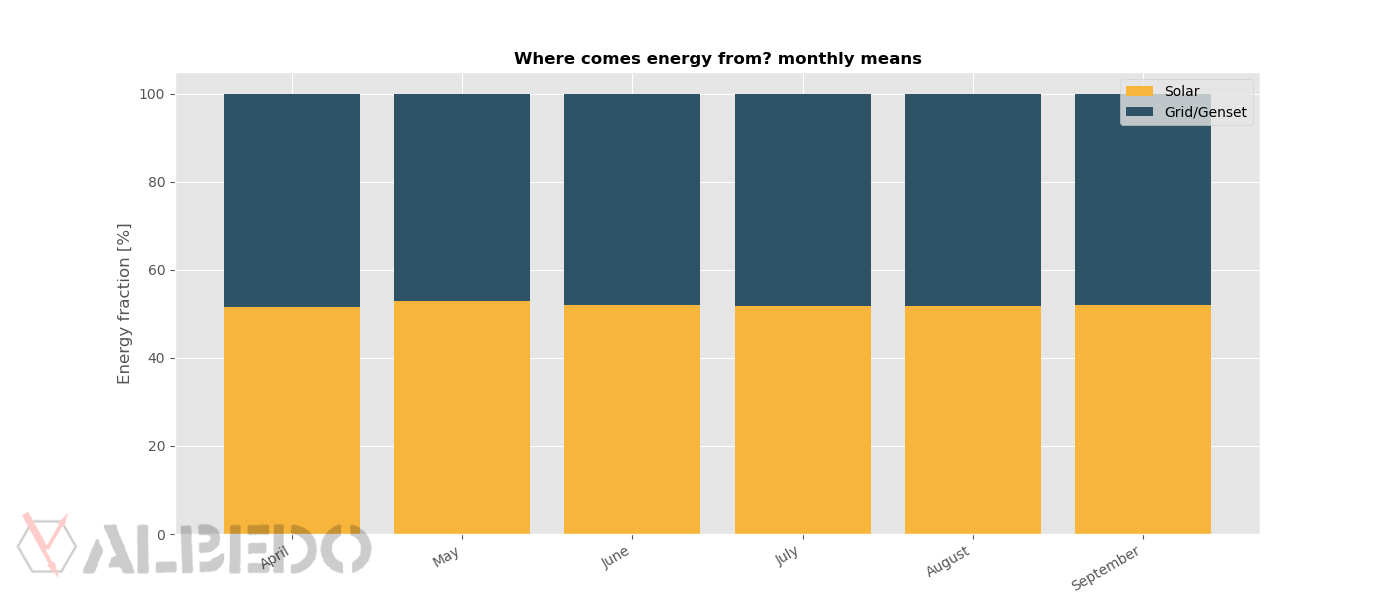 Where comes energy from? monthly means
Solar
Grid/Genset
Energy fraction [%]
100
80
60
40
20
0
April
May
June
July
August
September
ALBEDO